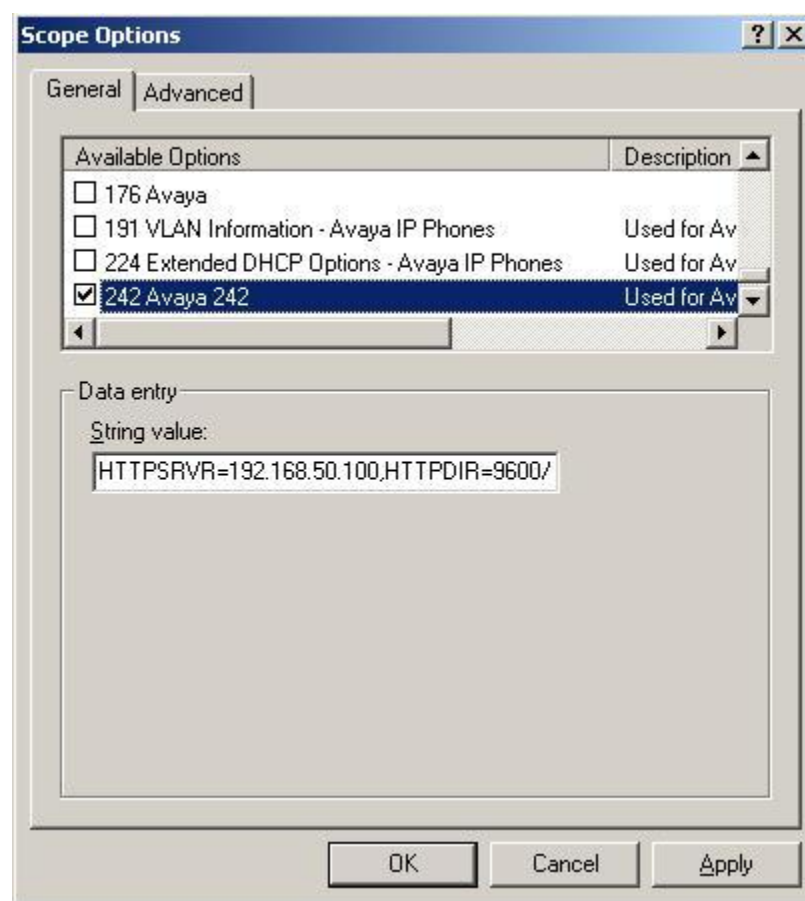 Scope Options
General Advanced
Available Options Description
176 Avaya
191 VLAN Information - Avaya IP Phones Used for Av
224 Extended DHCP Options - Avaya IP Phones Used for Av
242 Avaya 242 Used for Av
Data entry
String value:
HTTPSRVR=192.168.50.100,HTTPDIR=9600/
OK Cancel Apply